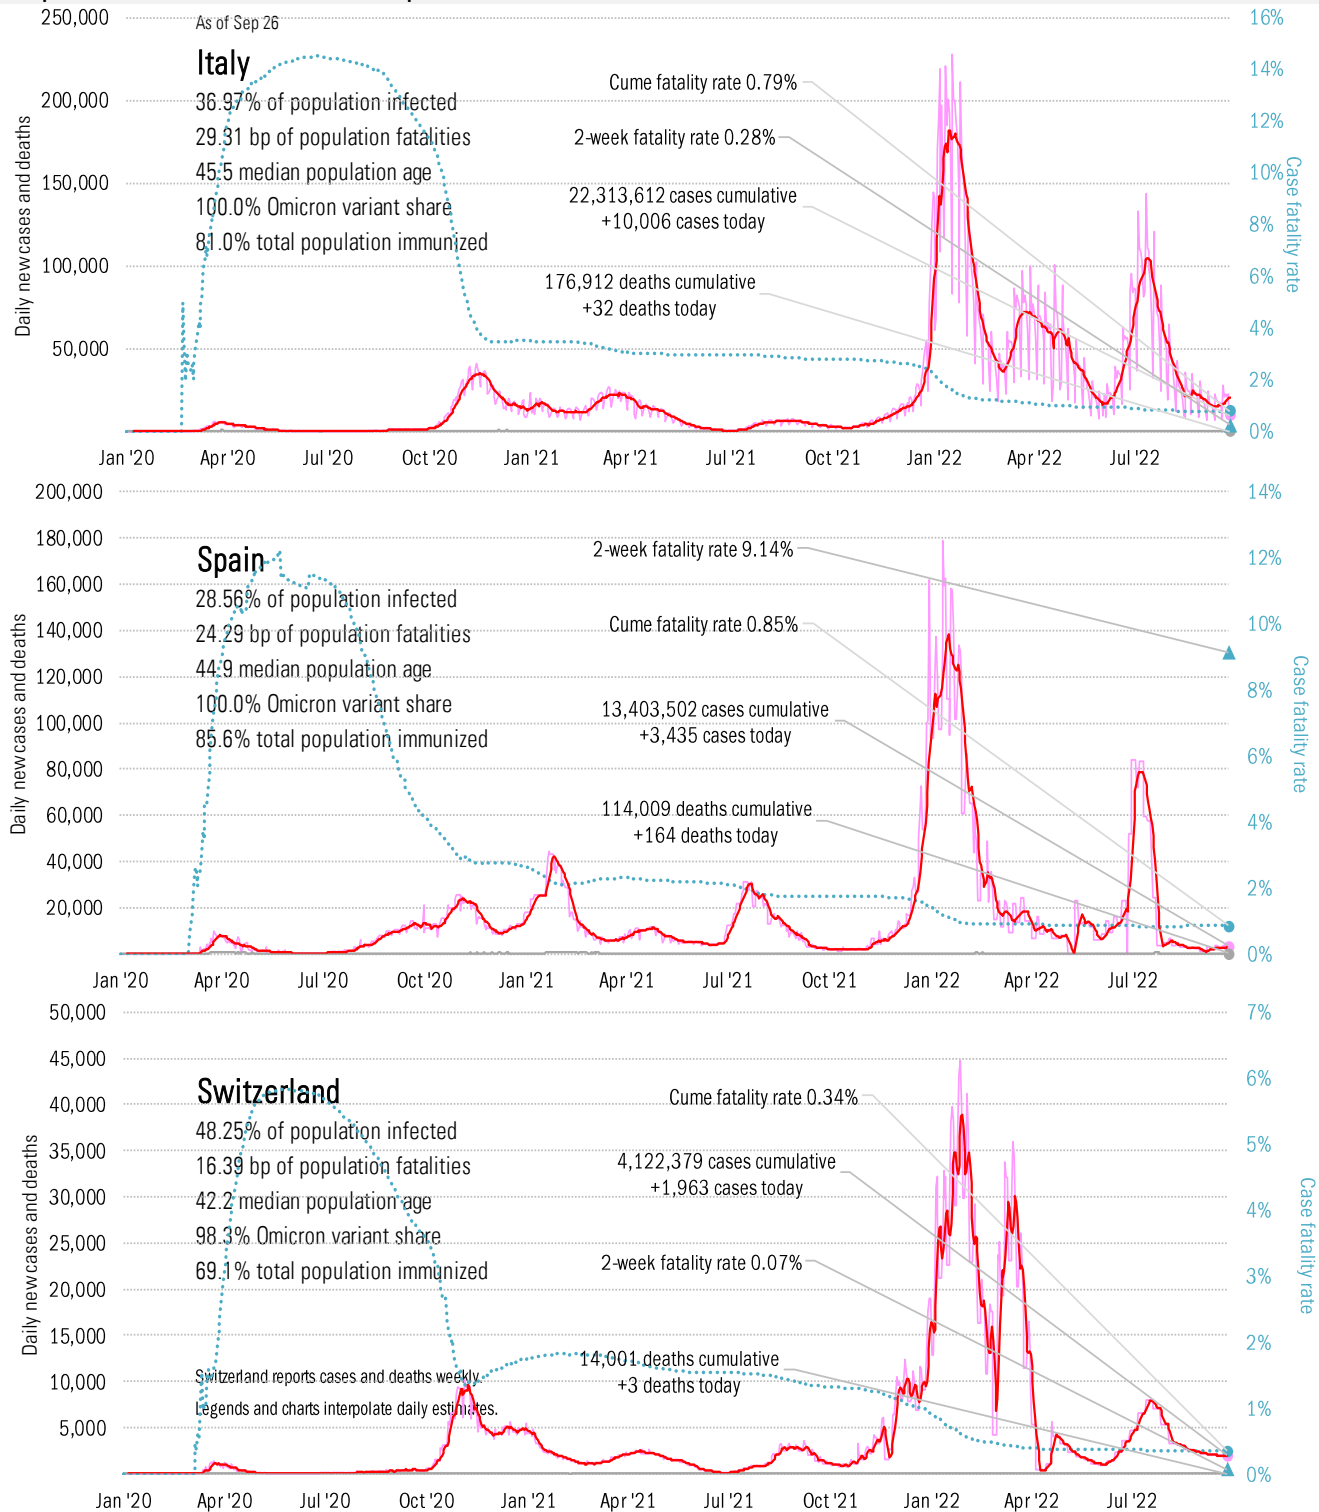 250,000
As of Sep 26
16%
Italy
14%
Cume fatality rate 0.79%
36.97% of population infected
200,000
12%
29.31 bp of population fatalities
2-week fatality rate 0.28%
45.5 median population age
10%
150,000
22,313,612 cases cumulative
+10,006 cases today
100.0% Omicron variant share
8%
81.0% total population immunized
100,000
6%
176,912 deaths cumulative
+32 deaths today
4%
50,000
2%
0%
Daily new cases and deaths
Case fatality rate
Jan '20 Apr '20 Jul '20 Oct '20 Jan '21 Apr '21 Jul '21 Oct '21 Jan '22 Apr '22 Jul '22
200,000
14%
180,000
2-week fatality rate 9.14%
Spain
12%
160,000
28.56% of population infected
Cume fatality rate 0.85%
10%
140,000
24.29 bp of population fatalities
44.9 median population age
120,000
8%
100.0% Omicron variant share
13,403,502 cases cumulative
+3,435 cases today
100,000
85.6% total population immunized
6%
80,000
114,009 deaths cumulative
+164 deaths today
60,000
4%
40,000
2%
20,000
0%
Daily new cases and deaths
Case fatality rate
Jan '20 Apr '20 Jul '20 Oct '20 Jan '21 Apr '21 Jul '21 Oct '21 Jan '22 Apr '22 Jul '22
50,000
7%
45,000
6%
Switzerland
Cume fatality rate 0.34%
40,000
48.25% of population infected
35,000
5%
16.39 bp of population fatalities
4,122,379 cases cumulative
+1,963 cases today
42.2 median population age
30,000
4%
98.3% Omicron variant share
25,000
2-week fatality rate 0.07%
69.1% total population immunized
3%
20,000
15,000
2%
14,001 deaths cumulative
+3 deaths today
Switzerland reports cases and deaths weekly.
10,000
Legends and charts interpolate daily estimates.
1%
5,000
0%
Daily new cases and deaths
Case fatality rate
Jan '20 Apr '20 Jul '20 Oct '20 Jan '21 Apr '21 Jul '21 Oct '21 Jan '22 Apr '22 Jul '22